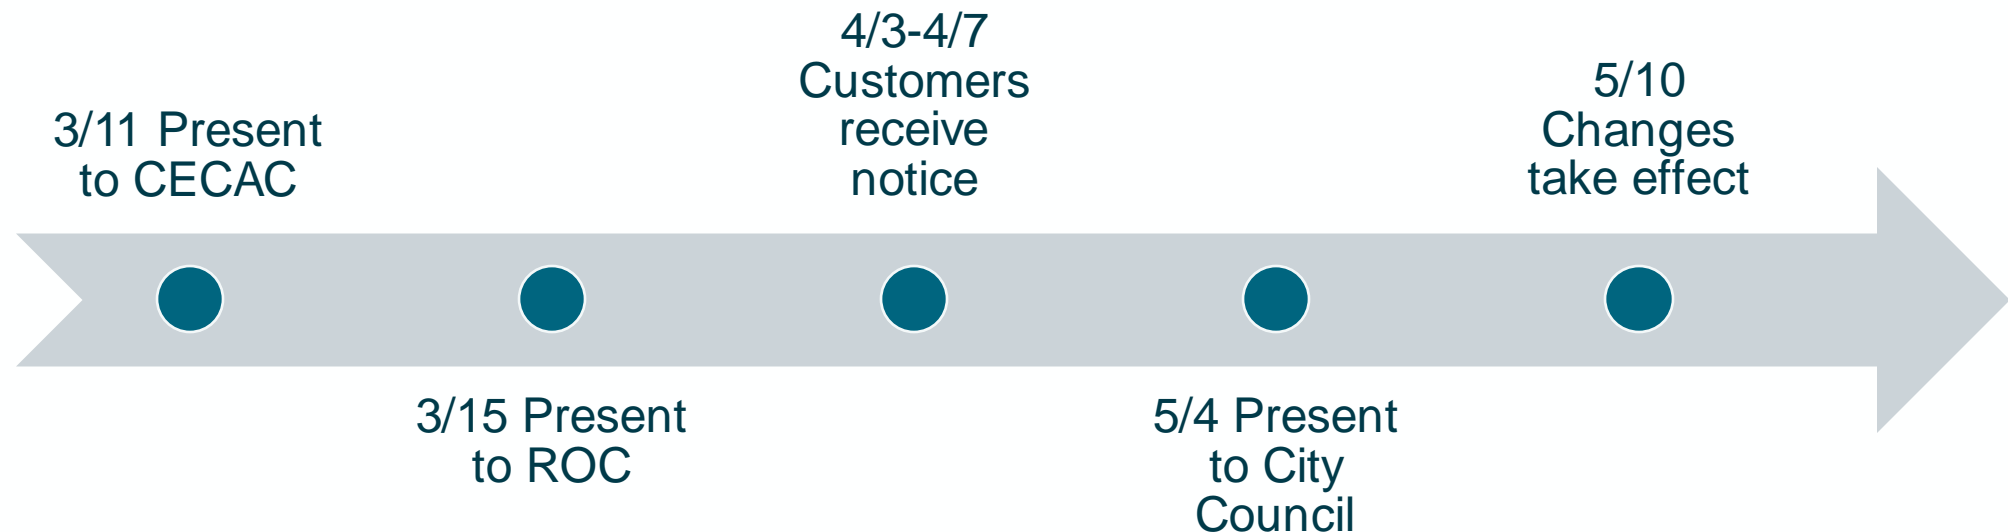 3/11 Present
to CECAC
3/15 Present
to ROC
4/3-4/7
Customers
receive
notice
5/4 Present
to City
Council
5/10
Changes
take effect